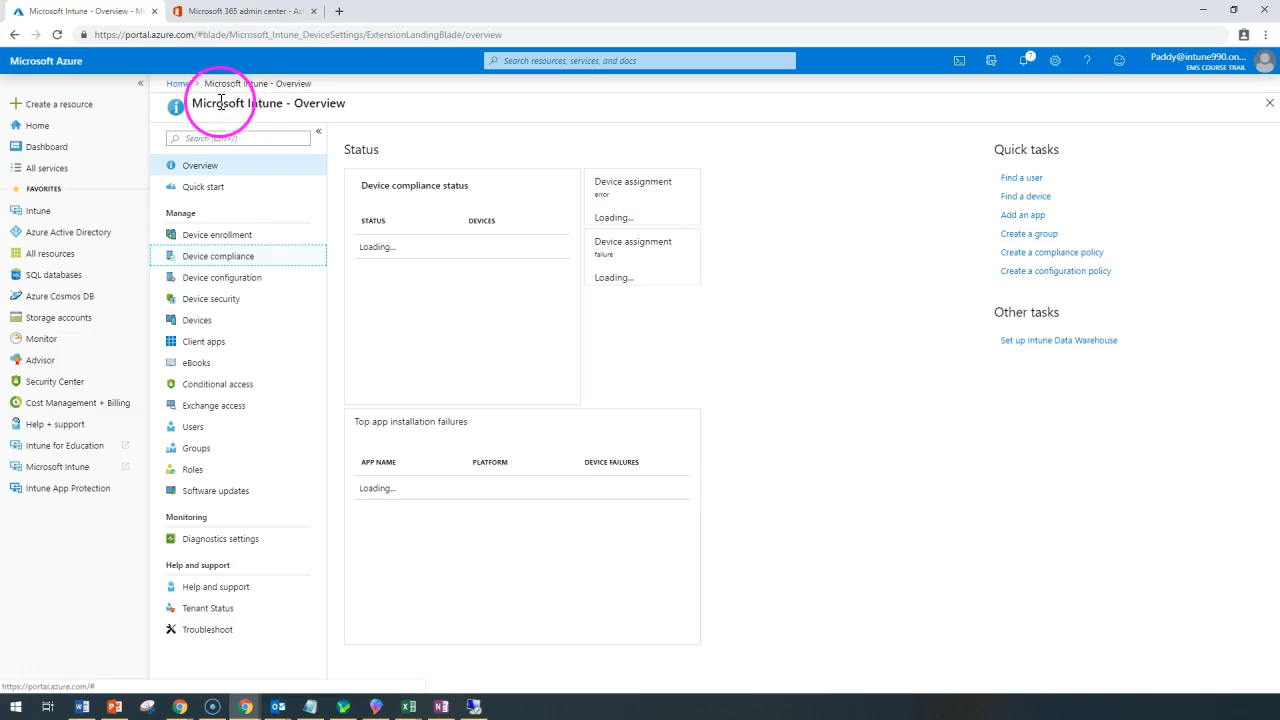 Microsoft Intune - Overview - Mi
Microsoft 365 admin center - Act
https://portal.azure.com/#blade/Microsoft_Intune_DeviceSettings/ExtensionLandingBlade/overview
Microsoft Azure
Search resources, services, and docs
7
Paddy@intune990.on...
EMS COURSE TRAIL
Home > Microsoft Intune - Overview
Microsoft Intune - Overview
Create a resource
Home
Dashboard
All services
FAVORITES
Intune
Azure Active Directory
All resources
SQL databases
Azure Cosmos DB
Storage accounts
Monitor
Advisor
Security Center
Cost Management + Billing
Help + support
Intune for Education
Microsoft Intune
Intune App Protection
Search (Ctrl+/)
Overview
Quick start
Manage
Device enrollment
Device compliance
Device configuration
Device security
Devices
Client apps
eBooks
Conditional access
Exchange access
Users
Groups
Roles
Software updates
Monitoring
Diagnostics settings
Help and support
Help and support
Tenant Status
Troubleshoot
Status
Device compliance status
STATUS DEVICES
Loading...
Device assignment
error
Loading...
Device assignment
failure
Loading...
Top app installation failures
APP NAME PLATFORM DEVICE FAILURES
Loading...
Quick tasks
Find a user
Find a device
Add an app
Create a group
Create a compliance policy
Create a configuration policy
Other tasks
Set up Intune Data Warehouse
https://portal.azure.com/#